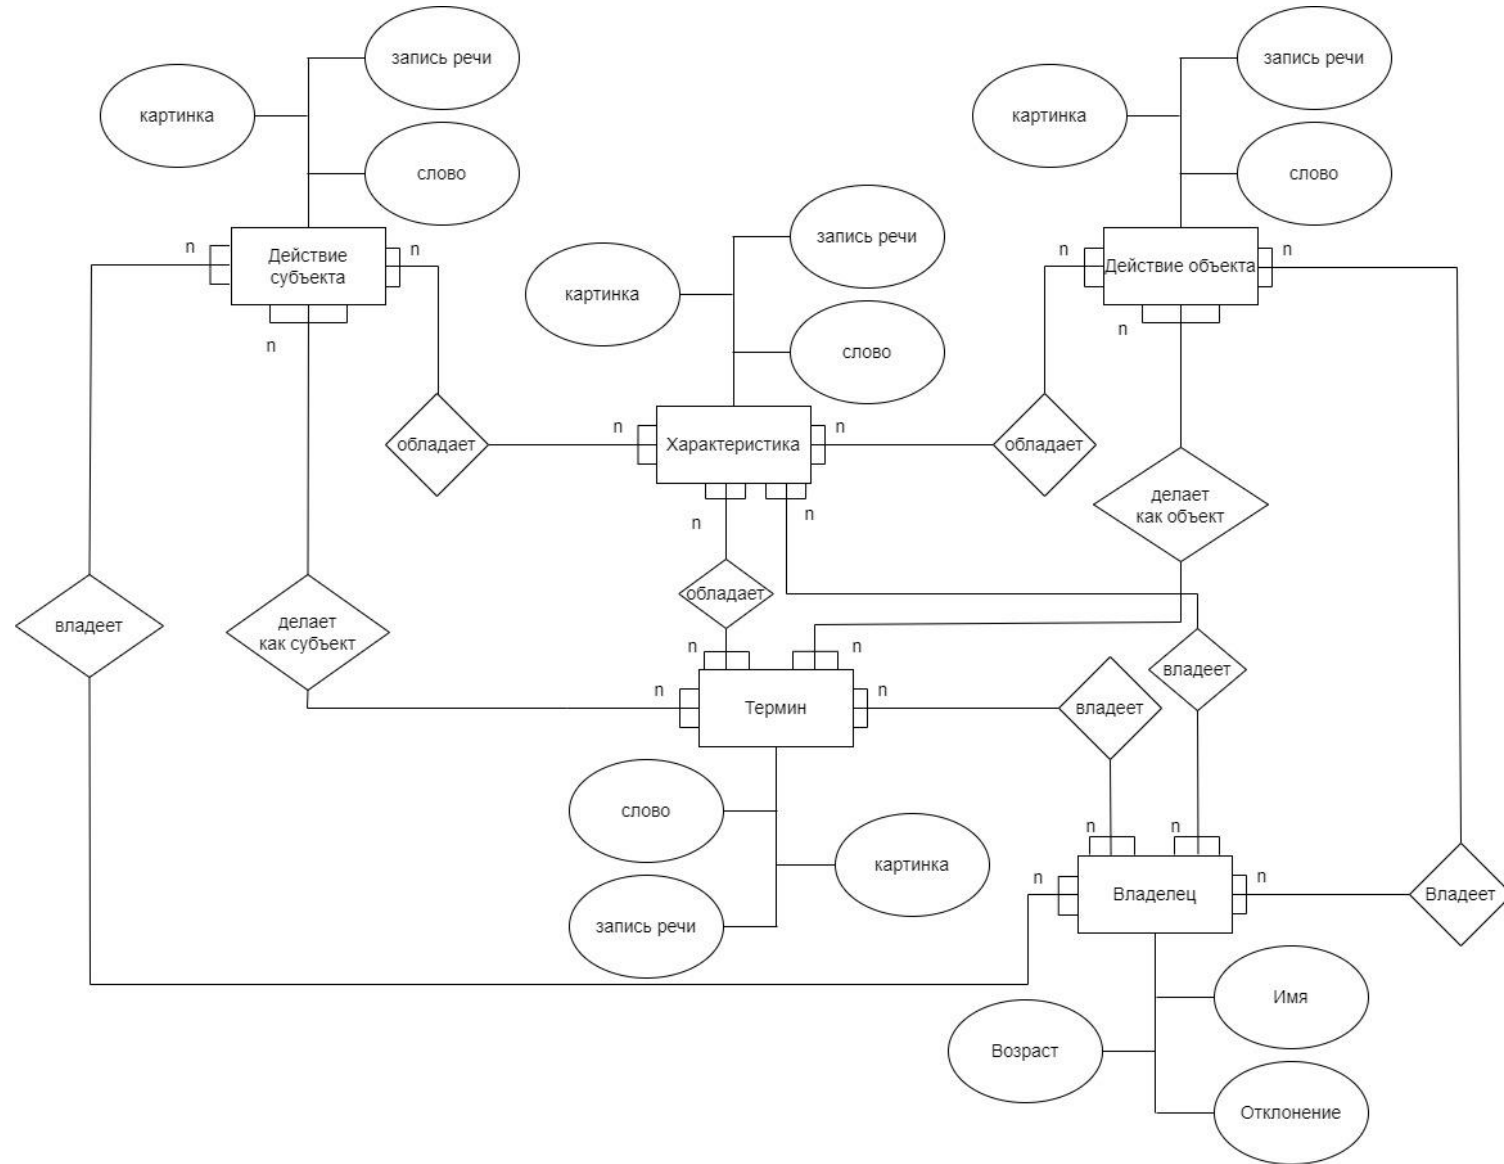 запись речи
запись речи
картинка
картинка
слово
слово
запись речи
n
Действие
субъекта
n
картинка
n
Действие объекта
n
n
n
слово
n
Характеристика
n
обладает
обладает
делает
как объект
n
n
обладает
владеет
делает
как субъект
n
n
владеет
n
Термин
n
владеет
слово
n
n
картинка
n
Владелец
n
Владеет
запись речи
Имя
Возраст
Отклонение